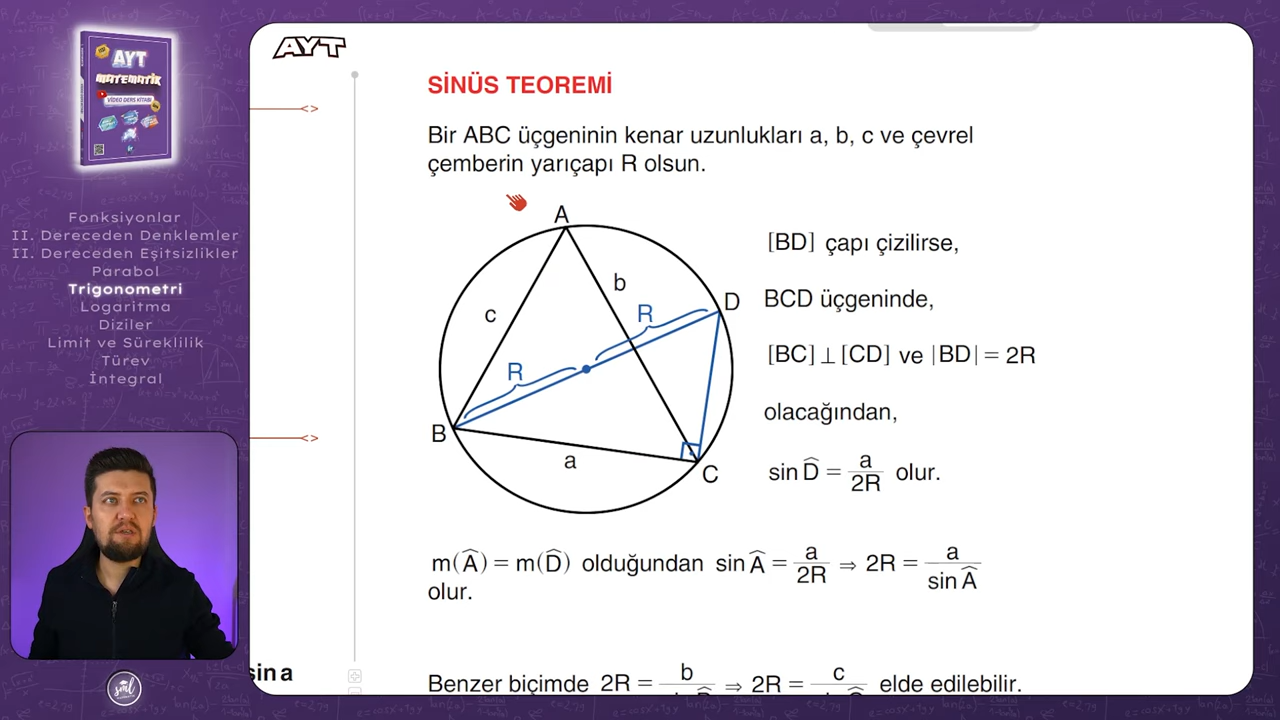 AYT
MATEMATİK
VİDEO DERS KİTABI
Fonksiyonlar
II. Dereceden Denklemler
II. Dereceden Eşitsizlikler
Parabol
Trigonometri
Logaritma
Diziler
Limit ve Süreklilik
Türev
İntegral
sml
AYT
SİNÜS TEOREMİ
Bir ABC üçgeninin kenar uzunlukları a, b, c ve çevrel
çemberin yarıçapı R olsun.
A
b
c
D
R
R
B
a
C
[BD] çapı çizilirse,
BCD üçgeninde,
[BC]⊥[CD] ve |BD| = 2R
olacağından,
sin D̂ = a/2R olur.
m(Â) = m(D̂) olduğundan sin  = a/2R ⇒ 2R = a/sin Â
olur.
sin a
Benzer biçimde 2R = b ⇒ 2R = c elde edilebilir.